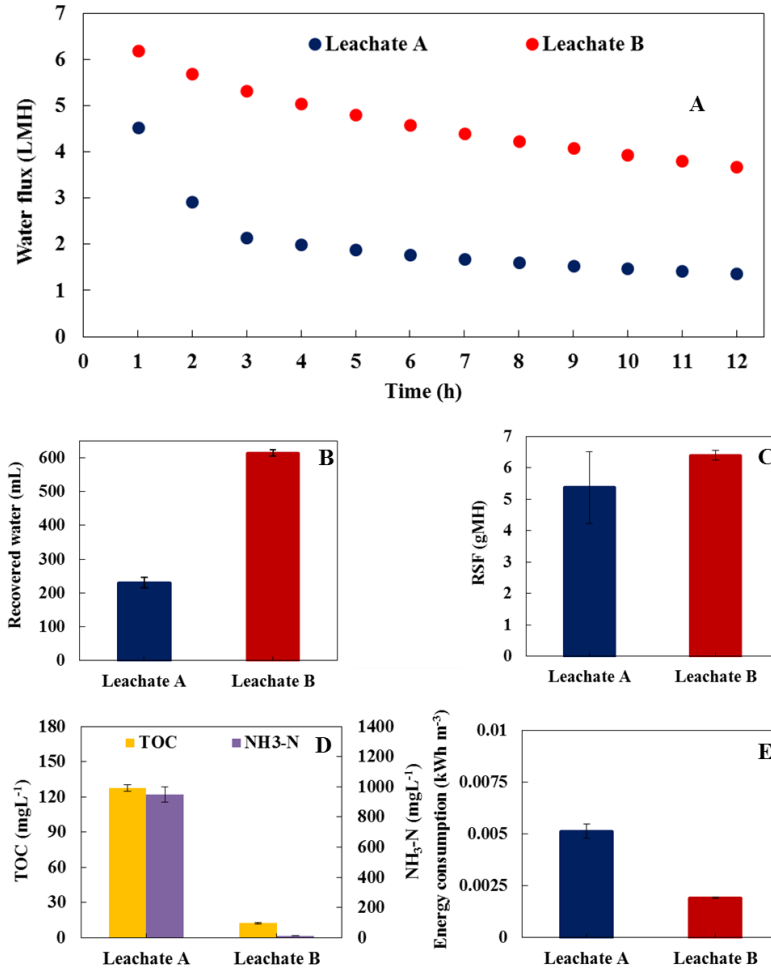 7
6
5
4
3
2
1
0
Water flux (LMH)
Leachate A
Leachate B
A
0 1 2 3 4 5 6 7 8 9 10 11 12
Time (h)
600
500
400
300
200
100
0
Recovered water (mL)
B
Leachate A Leachate B
7
6
5
4
3
2
1
0
RSF (gMH)
C
Leachate A Leachate B
180
150
120
90
60
30
0
TOC (mgL⁻¹)
TOC
NH3-N
D
1400
1200
1000
800
600
400
200
0
NH₃-N (mgL⁻¹)
Leachate A Leachate B
0.01
0.0075
0.005
0.0025
0
Energy consumption (kWh m⁻³)
E
Leachate A Leachate B